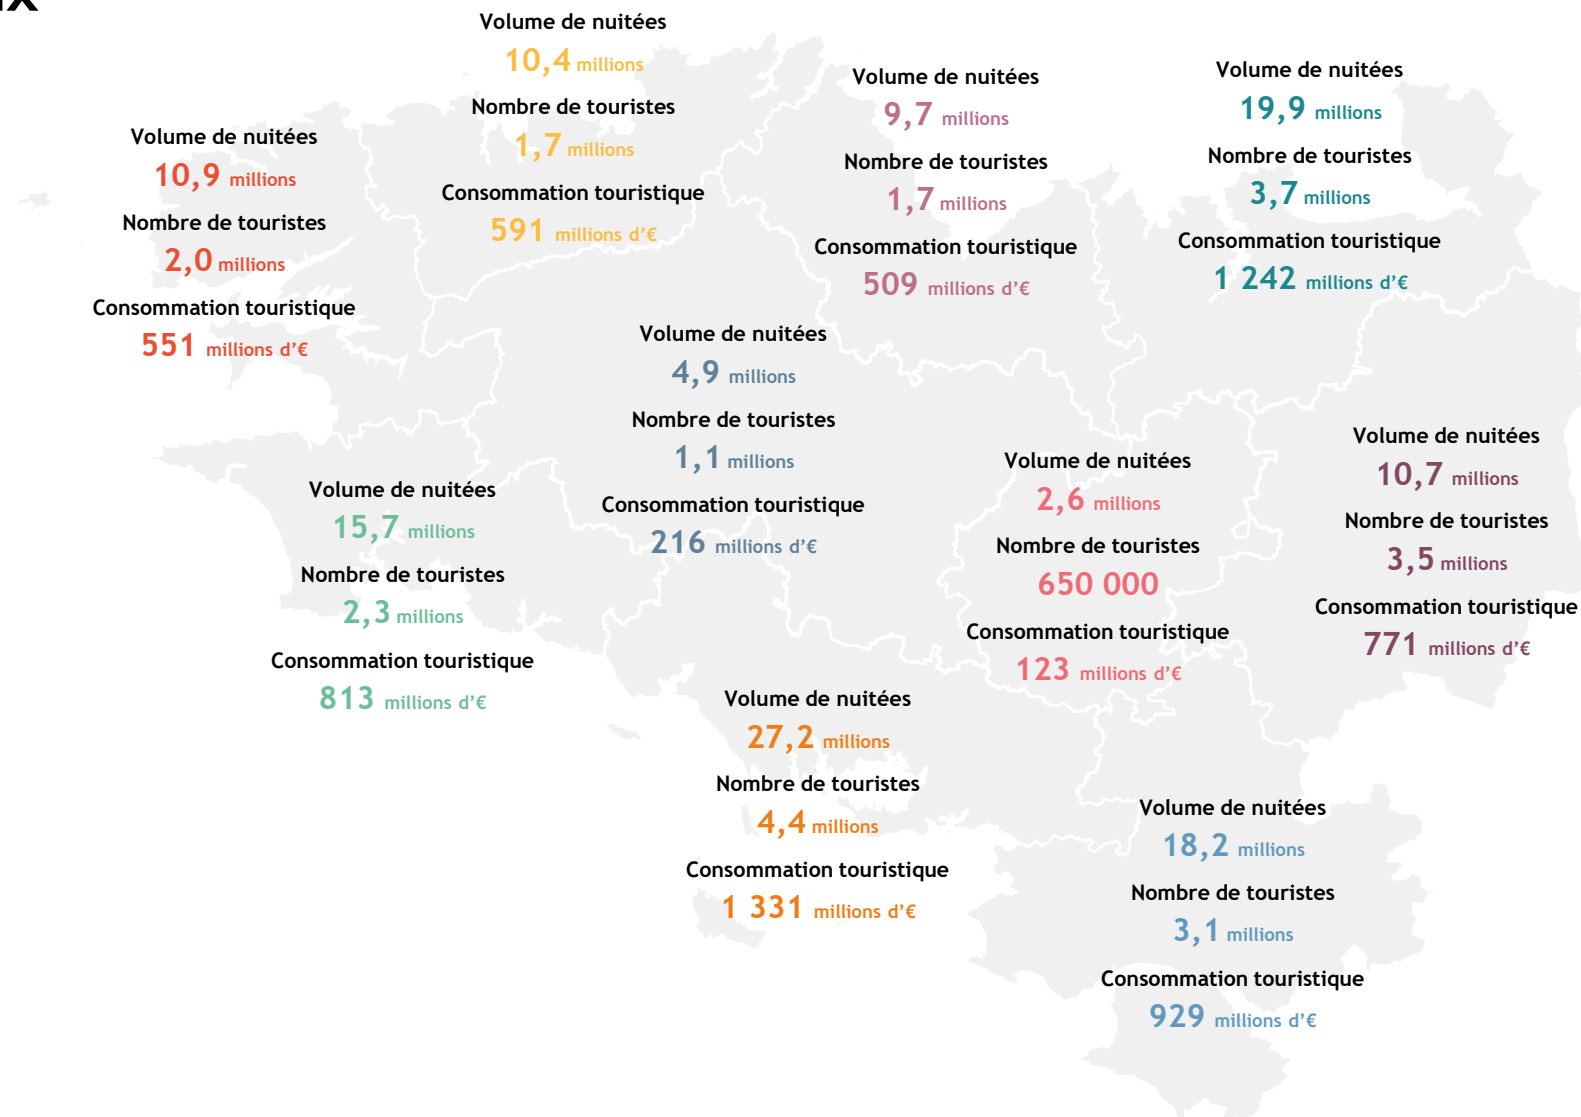 Volume de nuitées
10,4 millions
Nombre de touristes
1,7 millions
Consommation touristique
591 millions d'€
Volume de nuitées
9,7 millions
Nombre de touristes
1,7 millions
Consommation touristique
509 millions d'€
Volume de nuitées
19,9 millions
Nombre de touristes
3,7 millions
Consommation touristique
1 242 millions d'€
Volume de nuitées
10,9 millions
Nombre de touristes
2,0 millions
Consommation touristique
551 millions d'€
Volume de nuitées
4,9 millions
Nombre de touristes
1,1 millions
Consommation touristique
216 millions d'€
Volume de nuitées
2,6 millions
Nombre de touristes
650 000
Consommation touristique
123 millions d'€
Volume de nuitées
10,7 millions
Nombre de touristes
3,5 millions
Consommation touristique
771 millions d'€
Volume de nuitées
15,7 millions
Nombre de touristes
2,3 millions
Consommation touristique
813 millions d'€
Volume de nuitées
27,2 millions
Nombre de touristes
4,4 millions
Consommation touristique
1 331 millions d'€
Volume de nuitées
18,2 millions
Nombre de touristes
3,1 millions
Consommation touristique
929 millions d'€